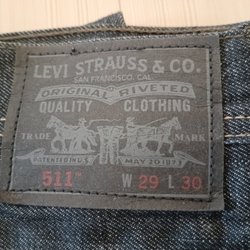 LEVI STRAUSS & CO.
SAN FRANCISCO, CAL.
ORIGINAL RIVETED
QUALITY CLOTHING
TRADE MARK
PATENTED IN U.S. MAY 20 1873
511™ W 29 L 30